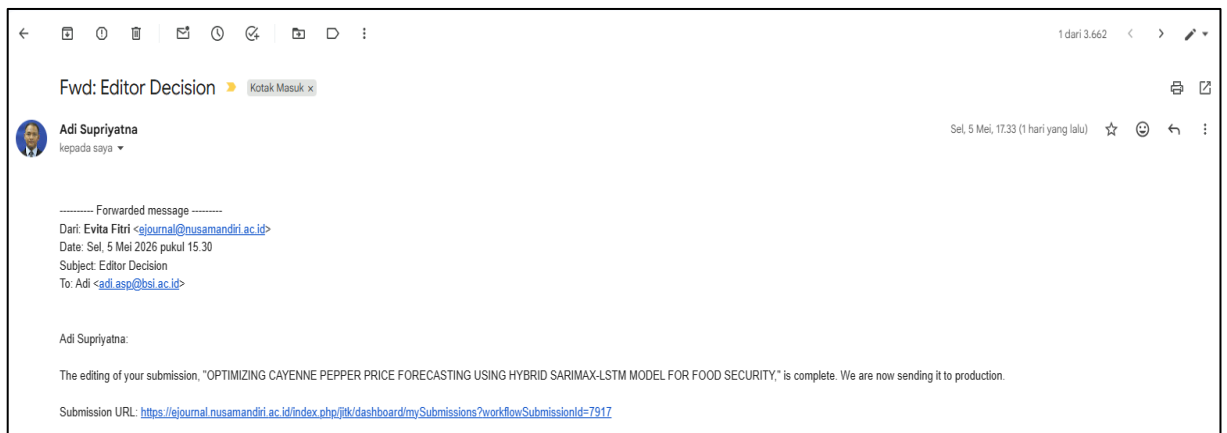 1 dari 3.662
Fwd: Editor Decision Kotak Masuk x
Adi Supriyatna
Sel, 5 Mei, 17.33 (1 hari yang lalu)
kepada saya
---------- Forwarded message ---------
Dari: Evita Fitri <ejournal@nusamandiri.ac.id>
Date: Sel, 5 Mei 2026 pukul 15.30
Subject: Editor Decision
To: Adi <adi.asp@bsi.ac.id>
Adi Supriyatna:
The editing of your submission, "OPTIMIZING CAYENNE PEPPER PRICE FORECASTING USING HYBRID SARIMAX-LSTM MODEL FOR FOOD SECURITY," is complete. We are now sending it to production.
Submission URL: https://ejournal.nusamandiri.ac.id/index.php/jitk/dashboard/mySubmissions?workflowSubmissionId=7917